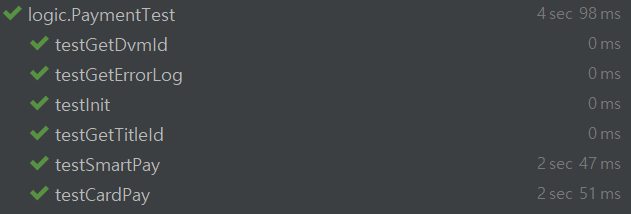 logic.PaymentTest 4 sec 98 ms
testGetDvmId 0 ms
testGetErrorLog 0 ms
testInit 0 ms
testGetTitleId 0 ms
testSmartPay 2 sec 47 ms
testCardPay 2 sec 51 ms